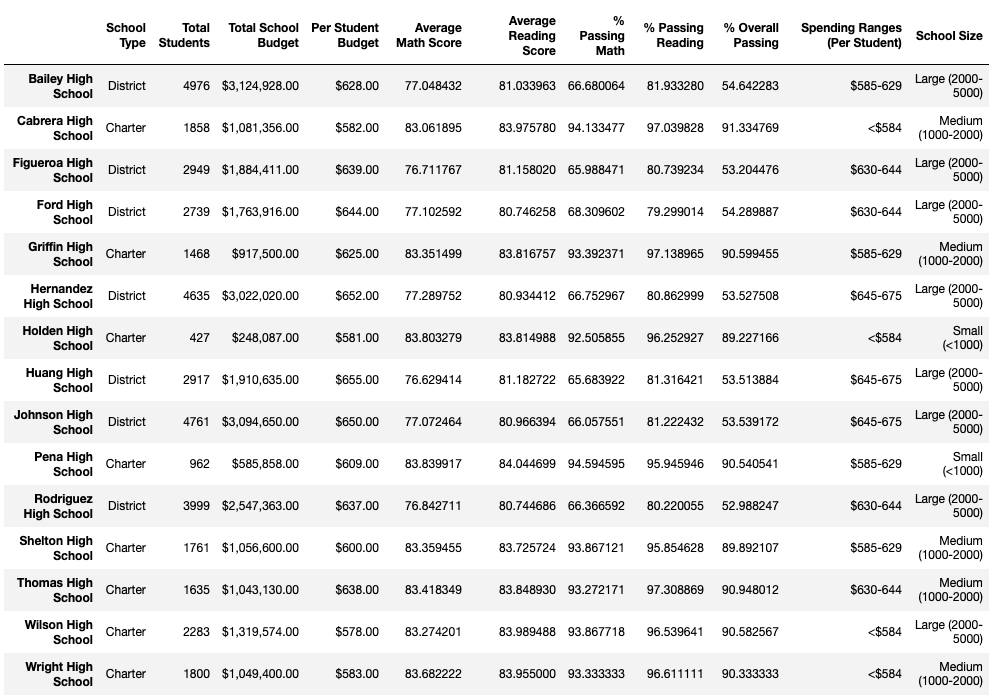 School Type Total Students Total School Budget Per Student Budget Average Math Score Average Reading Score % Passing Math % Passing Reading % Overall Passing Spending Ranges (Per Student) School Size
Bailey High School District 4976 $3,124,928.00 $628.00 77.048432 81.033963 66.680064 81.933280 54.642283 $585-629 Large (2000-5000)
Cabrera High School Charter 1858 $1,081,356.00 $582.00 83.061895 83.975780 94.133477 97.039828 91.334769 <$584 Medium (1000-2000)
Figueroa High School District 2949 $1,884,411.00 $639.00 76.711767 81.158020 65.988471 80.739234 53.204476 $630-644 Large (2000-5000)
Ford High School District 2739 $1,763,916.00 $644.00 77.102592 80.746258 68.309602 79.299014 54.289887 $630-644 Large (2000-5000)
Griffin High School Charter 1468 $917,500.00 $625.00 83.351499 83.816757 93.392371 97.138965 90.599455 $585-629 Medium (1000-2000)
Hernandez High School District 4635 $3,022,020.00 $652.00 77.289752 80.934412 66.752967 80.862999 53.527508 $645-675 Large (2000-5000)
Holden High School Charter 427 $248,087.00 $581.00 83.803279 83.814988 92.505855 96.252927 89.227166 <$584 Small (<1000)
Huang High School District 2917 $1,910,635.00 $655.00 76.629414 81.182722 65.683922 81.316421 53.513884 $645-675 Large (2000-5000)
Johnson High School District 4761 $3,094,650.00 $650.00 77.072464 80.966394 66.057551 81.222432 53.539172 $645-675 Large (2000-5000)
Pena High School Charter 962 $585,858.00 $609.00 83.839917 84.044699 94.594595 95.945946 90.540541 $585-629 Small (<1000)
Rodriguez High School District 3999 $2,547,363.00 $637.00 76.842711 80.744686 66.366592 80.220055 52.988247 $630-644 Large (2000-5000)
Shelton High School Charter 1761 $1,056,600.00 $600.00 83.359455 83.725724 93.867121 95.854628 89.892107 $585-629 Medium (1000-2000)
Thomas High School Charter 1635 $1,043,130.00 $638.00 83.418349 83.848930 93.272171 97.308869 90.948012 $630-644 Medium (1000-2000)
Wilson High School Charter 2283 $1,319,574.00 $578.00 83.274201 83.989488 93.867718 96.539641 90.582567 <$584 Large (2000-5000)
Wright High School Charter 1800 $1,049,400.00 $583.00 83.682222 83.955000 93.333333 96.611111 90.333333 <$584 Medium (1000-2000)